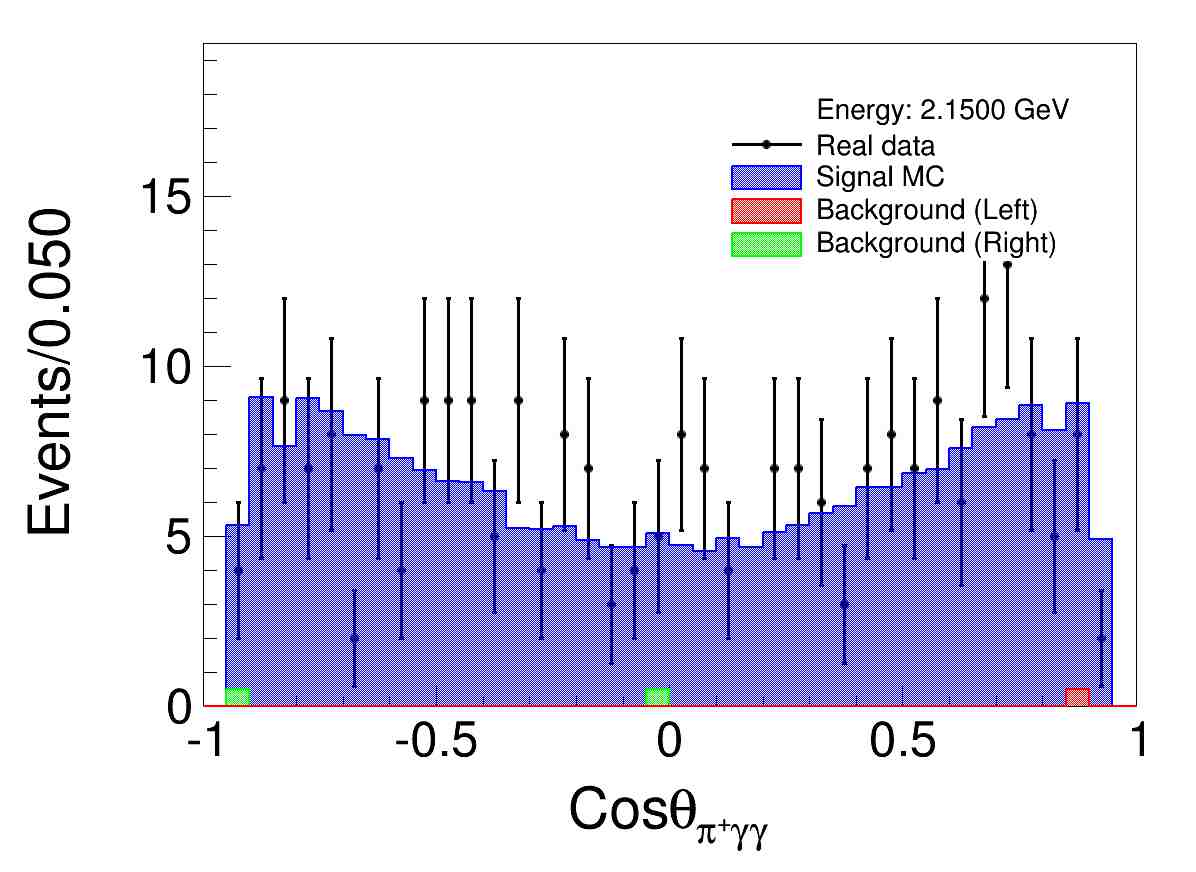 Energy: 2.1500 GeV
Real data
Signal MC
Background (Left)
Background (Right)
Events/0.050
15
10
5
0
-1 -0.5 0 0.5 1
Cosθπ⁺γγ